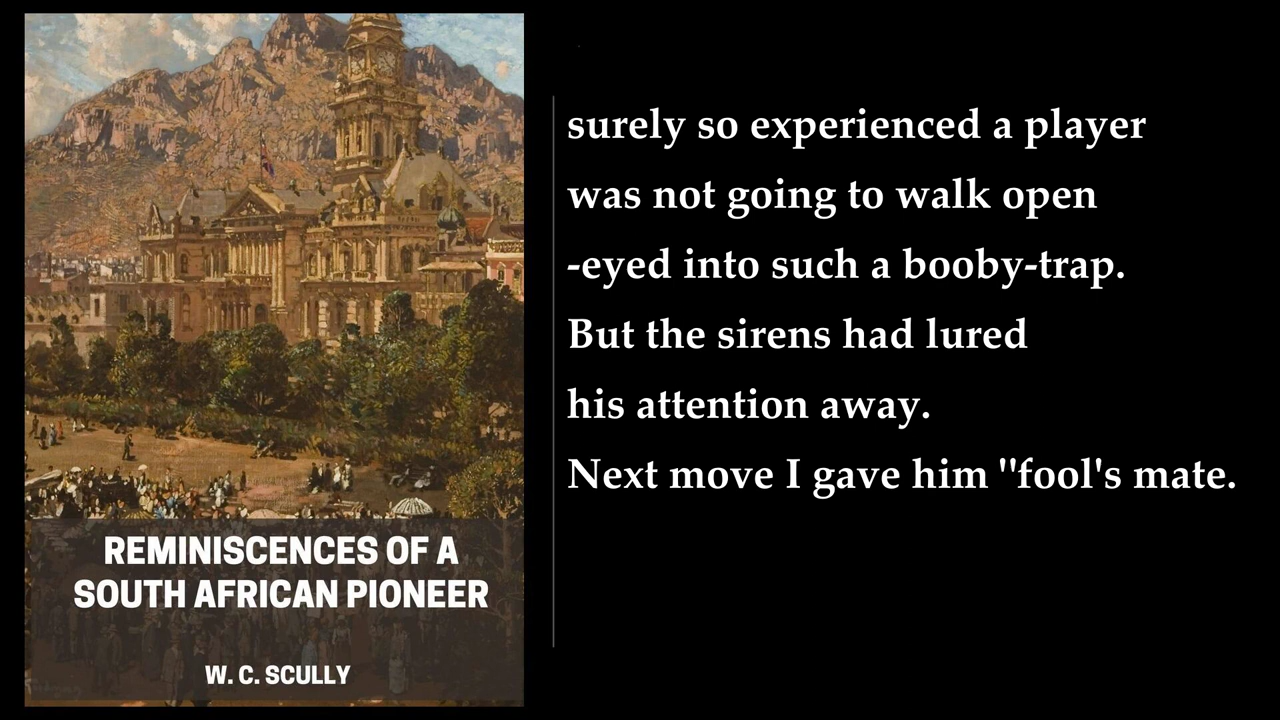 surely so experienced a player
was not going to walk open
-eyed into such a booby-trap.
But the sirens had lured
his attention away.
Next move I gave him "fool's mate.
REMINISCENCES OF A
SOUTH AFRICAN PIONEER
W. C. SCULLY